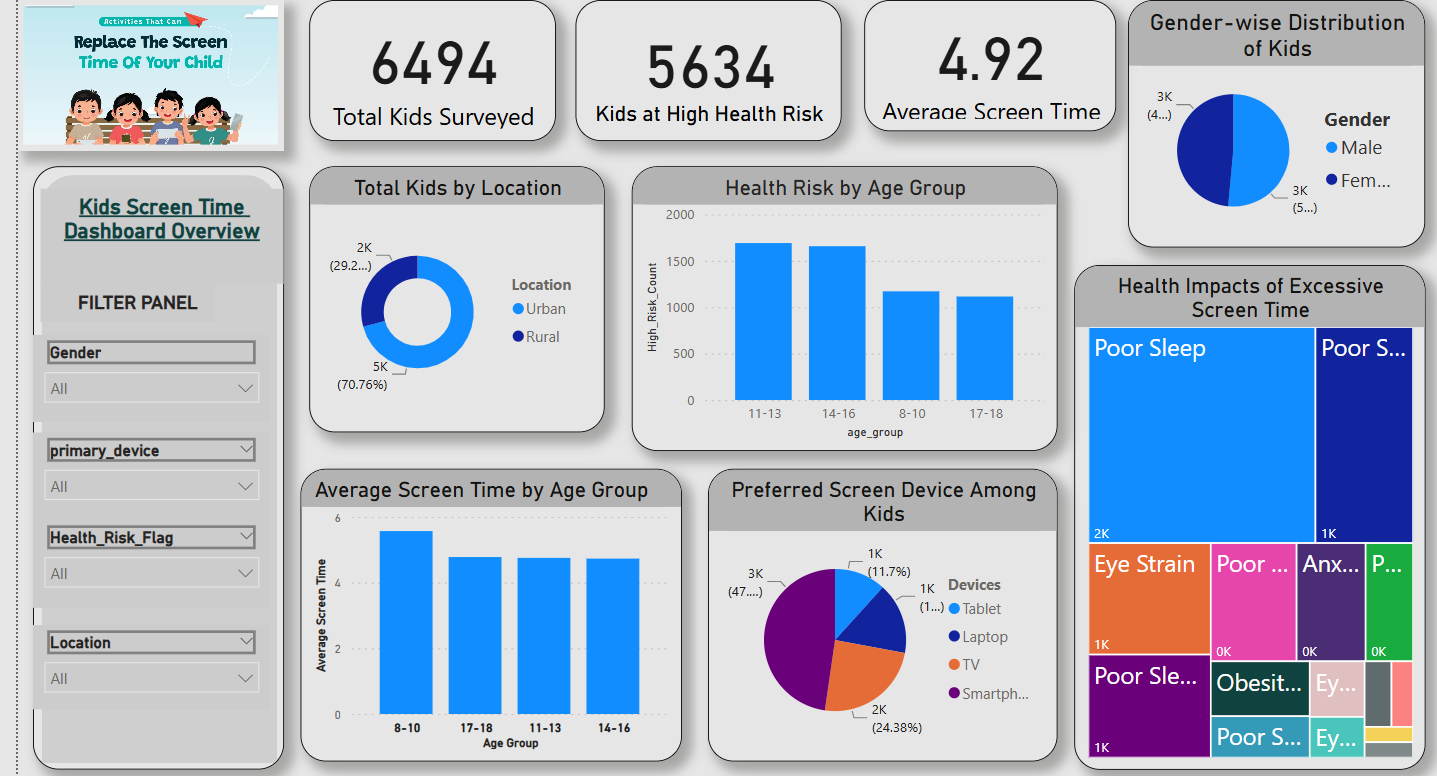 Activities That Can
Replace The Screen
Time Of Your Child
6494
Total Kids Surveyed
5634
Kids at High Health Risk
4.92
Average Screen Time
Gender-wise Distribution
of Kids
3K
(4...)
3K
(5...)
Gender
Male
Fem...
Kids Screen Time
Dashboard Overview
FILTER PANEL
Gender
All
primary_device
All
Health_Risk_Flag
All
Location
All
Total Kids by Location
2K
(29.2...)
5K
(70.76%)
Location
Urban
Rural
Health Risk by Age Group
High_Risk_Count
2000
1500
1000
500
0
11-13 14-16 8-10 17-18
age_group
Average Screen Time by Age Group
Average Screen Time
6
4
2
0
8-10 17-18 11-13 14-16
Age Group
Preferred Screen Device Among
Kids
1K
(11.7%)
1K
(1...)
2K
(24.38%)
3K
(47....)
Devices
Tablet
Laptop
TV
Smartph...
Health Impacts of Excessive
Screen Time
Poor Sleep
2K
Poor S...
1K
Eye Strain
1K
Poor ...
0K
Anx...
0K
P...
0K
Poor Sle...
1K
Obesit...
Ey...
Poor S...
Ey...